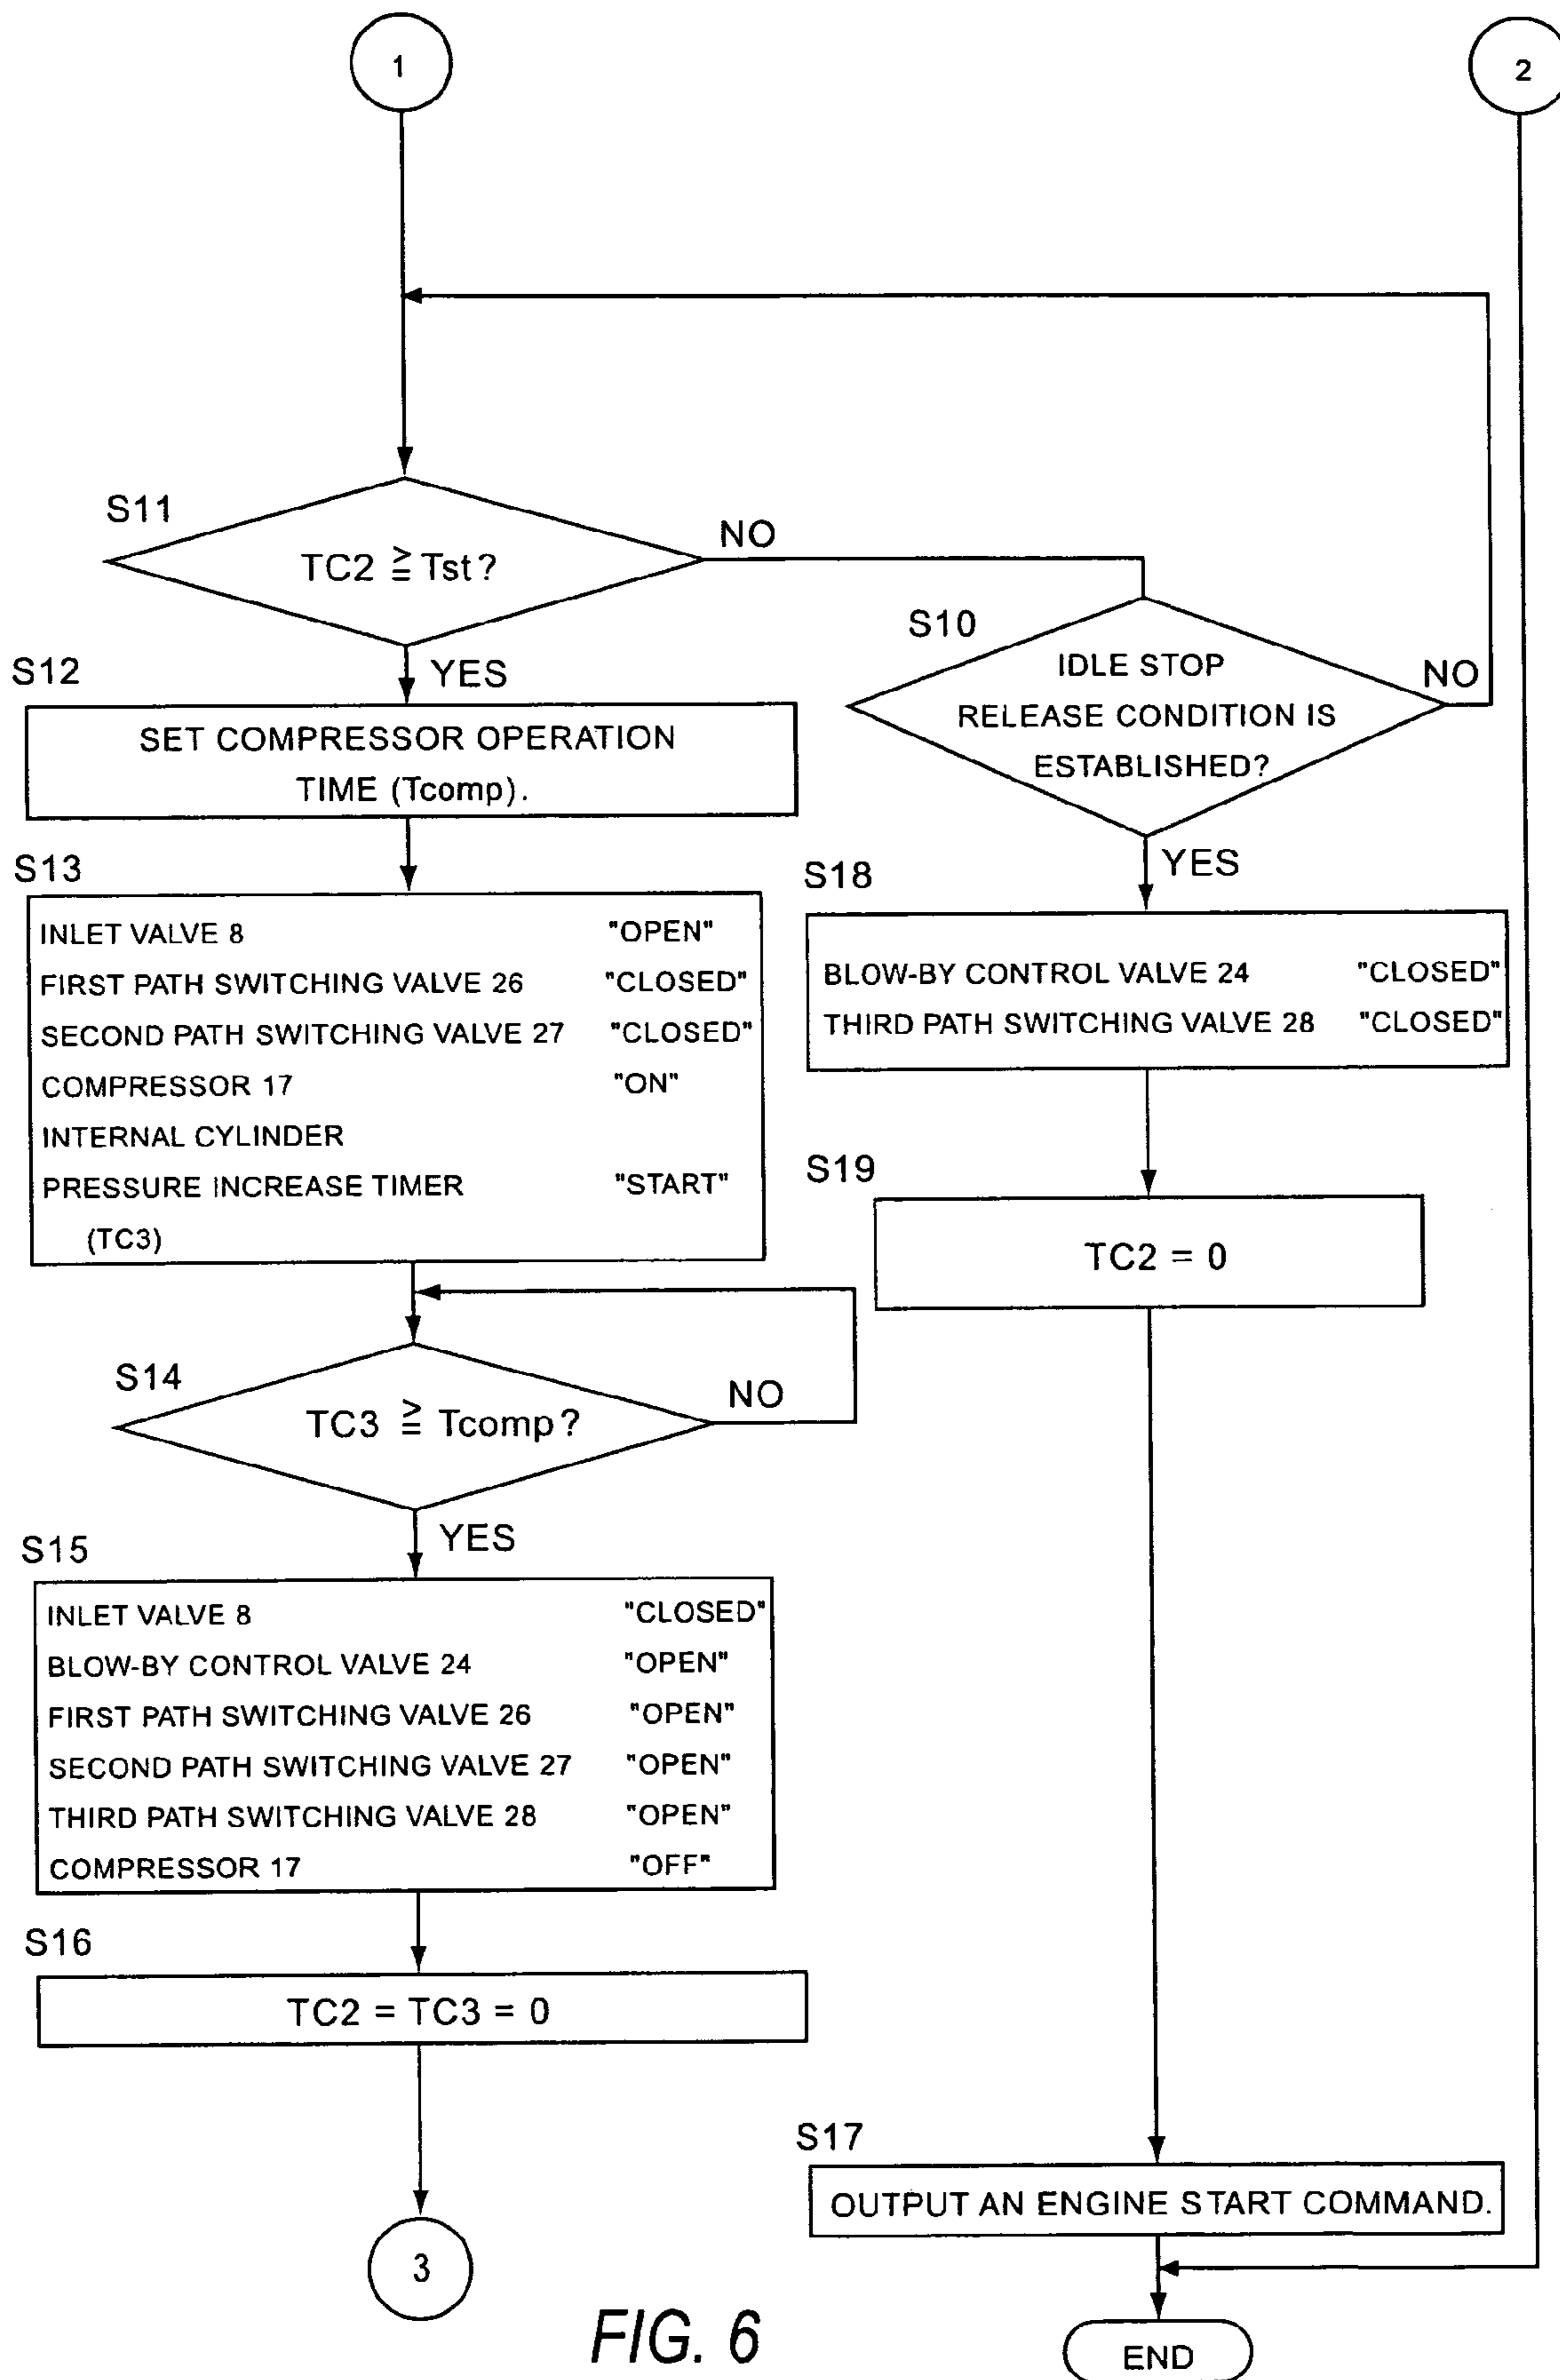 1
2
S11
TC2 ≧ Tst?
NO
S10
IDLE STOP
RELEASE CONDITION IS
ESTABLISHED?
NO
YES
S12
SET COMPRESSOR OPERATION
TIME (Tcomp).
S13
INLET VALVE 8 "OPEN"
FIRST PATH SWITCHING VALVE 26 "CLOSED"
SECOND PATH SWITCHING VALVE 27 "CLOSED"
COMPRESSOR 17 "ON"
INTERNAL CYLINDER
PRESSURE INCREASE TIMER "START"
(TC3)
YES
S18
BLOW-BY CONTROL VALVE 24 "CLOSED"
THIRD PATH SWITCHING VALVE 28 "CLOSED"
S19
TC2 = 0
S14
TC3 ≧ Tcomp?
NO
YES
S15
INLET VALVE 8 "CLOSED"
BLOW-BY CONTROL VALVE 24 "OPEN"
FIRST PATH SWITCHING VALVE 26 "OPEN"
SECOND PATH SWITCHING VALVE 27 "OPEN"
THIRD PATH SWITCHING VALVE 28 "OPEN"
COMPRESSOR 17 "OFF"
S16
TC2 = TC3 = 0
S17
OUTPUT AN ENGINE START COMMAND.
3
END
FIG. 6